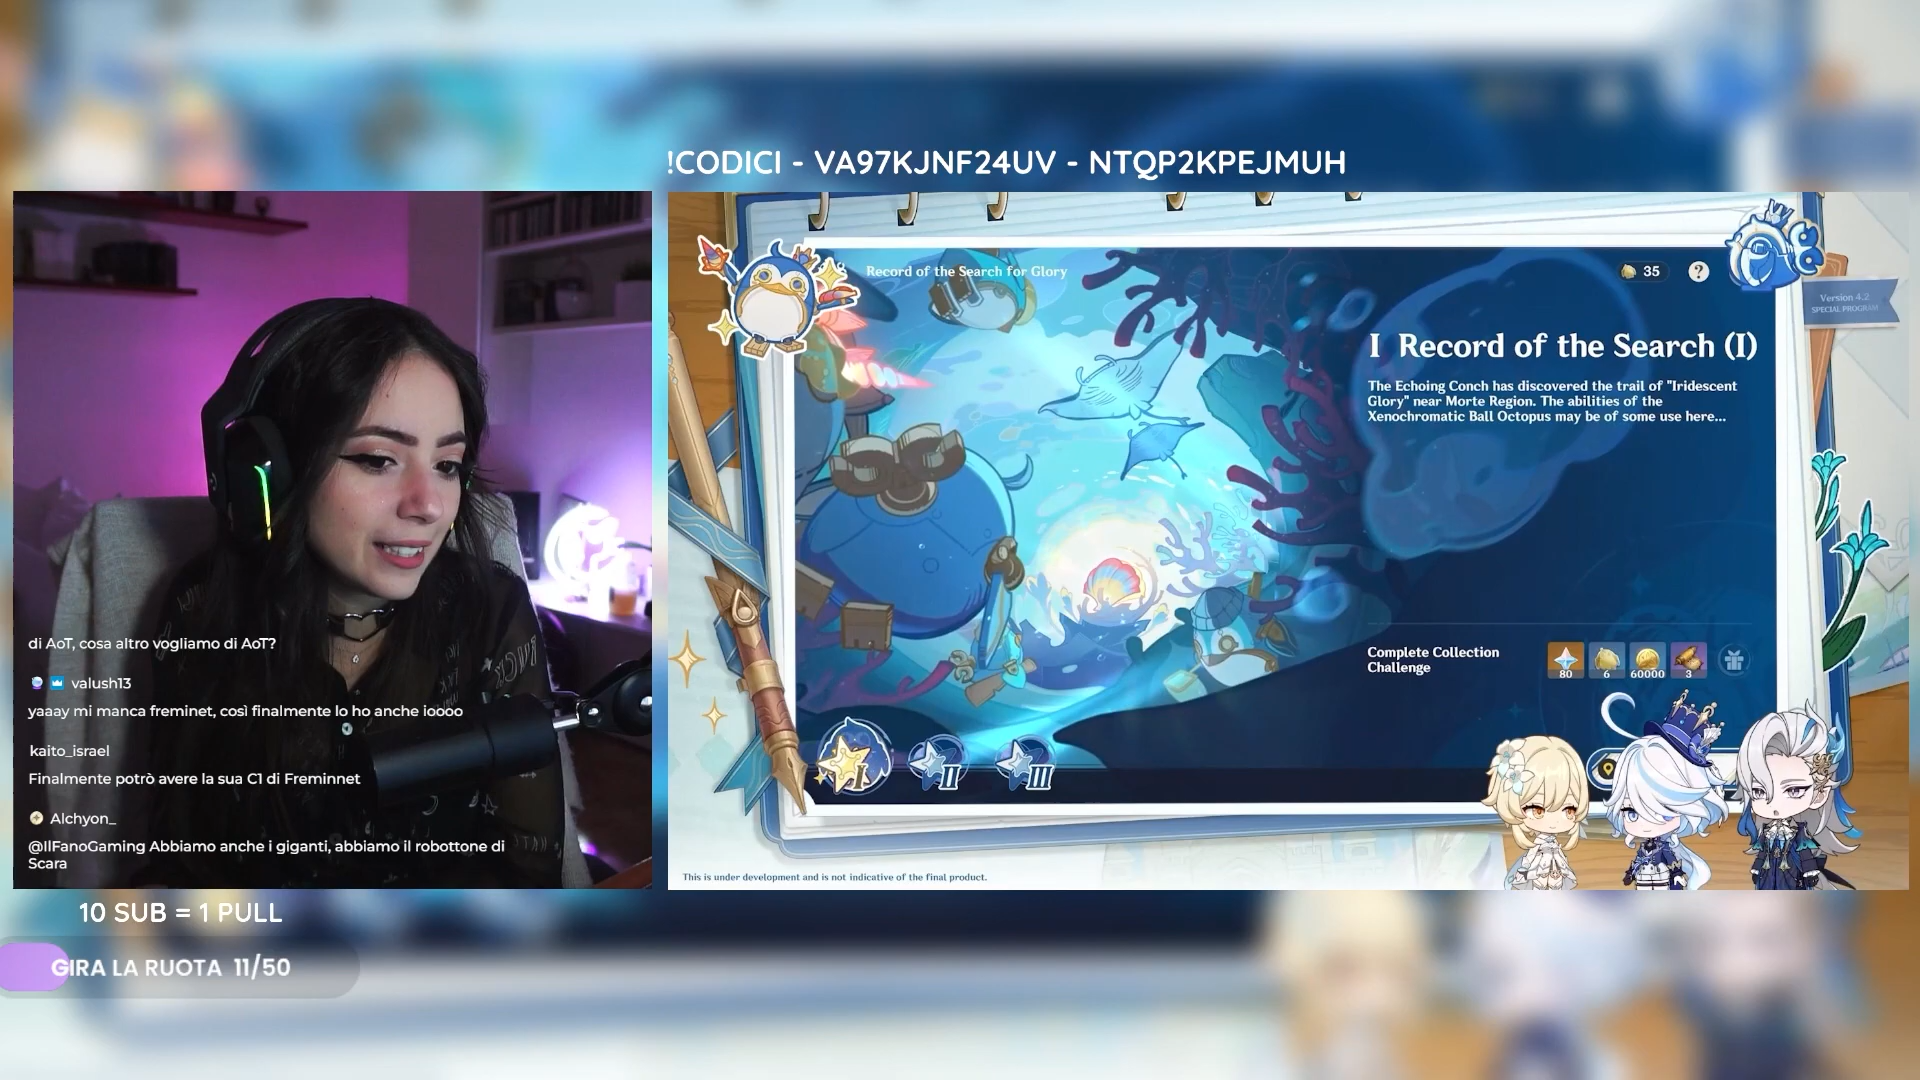 !CODICI - VA97KJNF24UV - NTQP2KPEJMUH
di AoT, cosa altro vogliamo di AoT?
valush13
yaaay mi manca freminet, così finalmente lo ho anche ioooo
kaito_israel
Finalmente potrò avere la sua C1 di Freminnet
Alchyon_
@IlFanoGaming Abbiamo anche i giganti, abbiamo il robottone di
Scara
10 SUB = 1 PULL
GIRA LA RUOTA 11/50
Record of the Search for Glory
35
?
Version 4.2
SPECIAL PROGRAM
I Record of the Search (I)
The Echoing Conch has discovered the trail of "Iridescent
Glory" near Morte Region. The abilities of the
Xenochromatic Ball Octopus may be of some use here...
Complete Collection
Challenge
80
6
60000
3
I
II
III
This is under development and is not indicative of the final product.